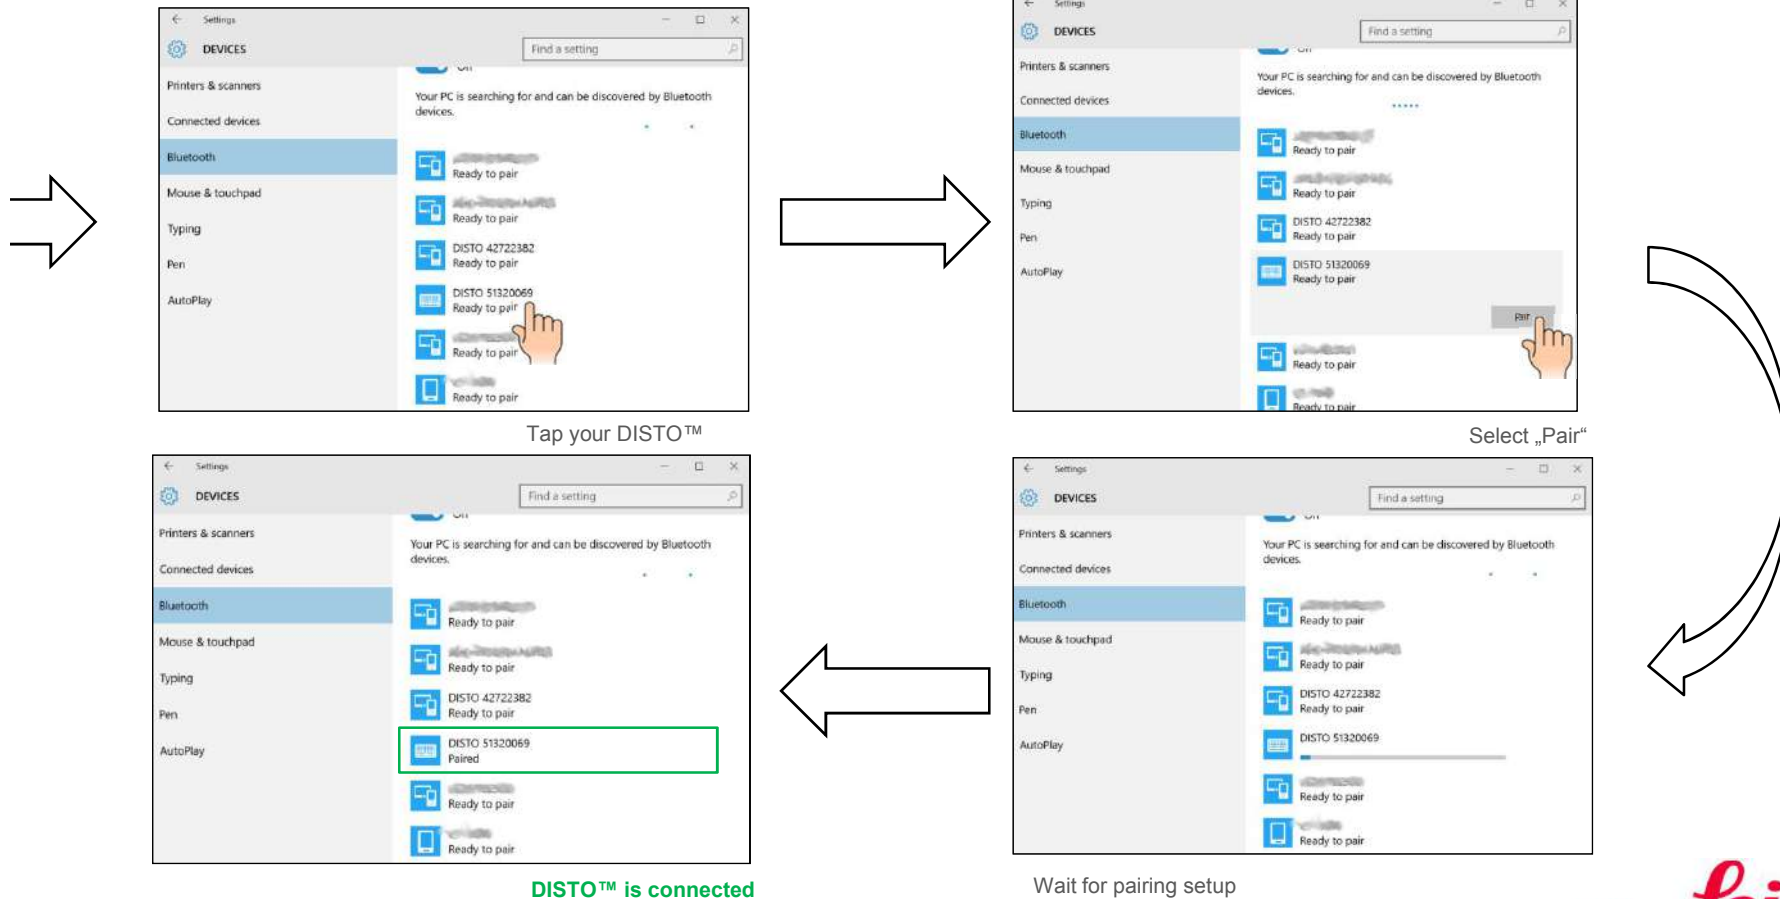 Settings
DEVICES
Find a setting
Printers & scanners
Connected devices
Bluetooth
Mouse & touchpad
Typing
Pen
AutoPlay
On
Your PC is searching for and can be discovered by Bluetooth
devices.
Ready to pair
Ready to pair
DISTO 42722382
Ready to pair
DISTO 51320069
Ready to pair
Ready to pair
Ready to pair
Tap your DISTO™
Settings
DEVICES
Find a setting
Printers & scanners
Connected devices
Bluetooth
Mouse & touchpad
Typing
Pen
AutoPlay
On
Your PC is searching for and can be discovered by Bluetooth
devices.
Ready to pair
Ready to pair
DISTO 42722382
Ready to pair
DISTO 51320069
Ready to pair
Pair
Ready to pair
Ready to pair
Select „Pair“
Settings
DEVICES
Find a setting
Printers & scanners
Connected devices
Bluetooth
Mouse & touchpad
Typing
Pen
AutoPlay
On
Your PC is searching for and can be discovered by Bluetooth
devices.
Ready to pair
Ready to pair
DISTO 42722382
Ready to pair
DISTO 51320069
Paired
Ready to pair
Ready to pair
DISTO™ is connected
Settings
DEVICES
Find a setting
Printers & scanners
Connected devices
Bluetooth
Mouse & touchpad
Typing
Pen
AutoPlay
On
Your PC is searching for and can be discovered by Bluetooth
devices.
Ready to pair
Ready to pair
DISTO 42722382
Ready to pair
DISTO 51320069
Ready to pair
Ready to pair
Wait for pairing setup